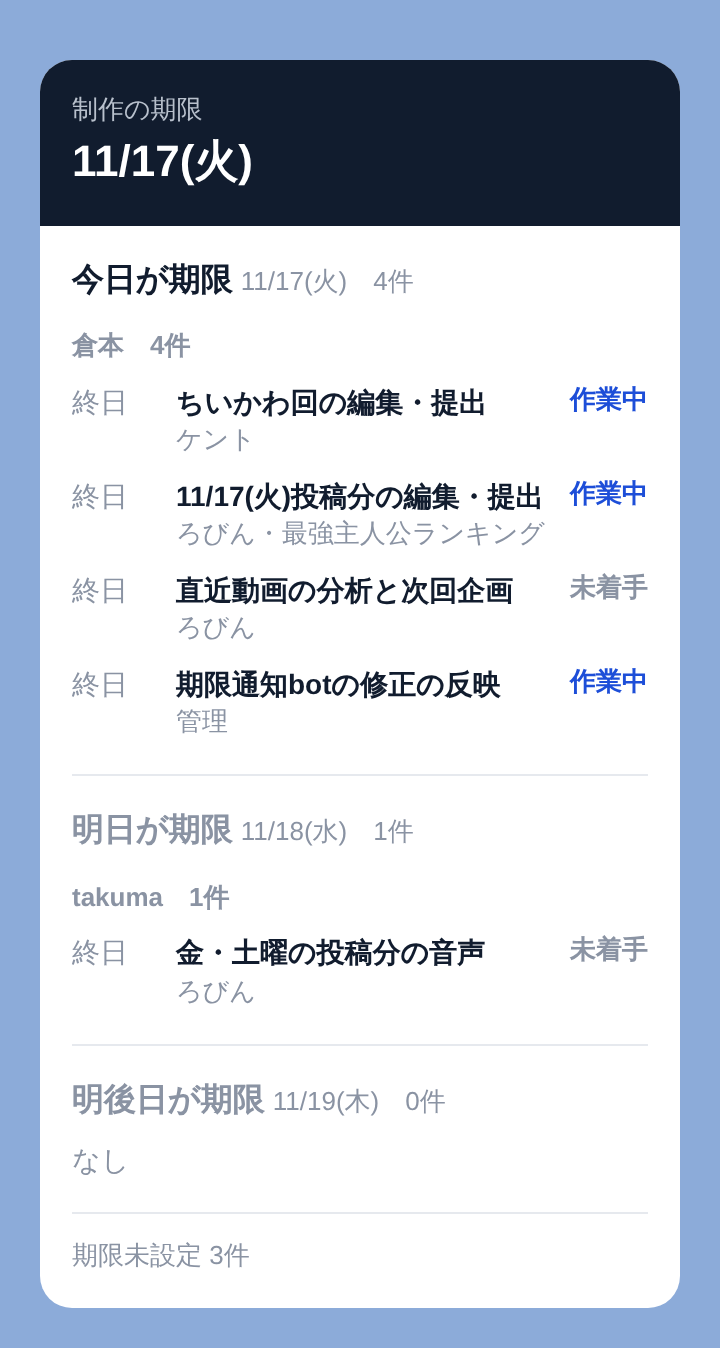 制作の期限
11/17(火)
今日が期限 11/17(火)　4件
倉本　4件
終日　ちいかわ回の編集・提出　作業中
ケント
終日　11/17(火)投稿分の編集・提出　作業中
ろびん・最強主人公ランキング
終日　直近動画の分析と次回企画　未着手
ろびん
終日　期限通知botの修正の反映　作業中
管理
明日が期限 11/18(水)　1件
takuma　1件
終日　金・土曜の投稿分の音声　未着手
ろびん
明後日が期限 11/19(木)　0件
なし
期限未設定 3件